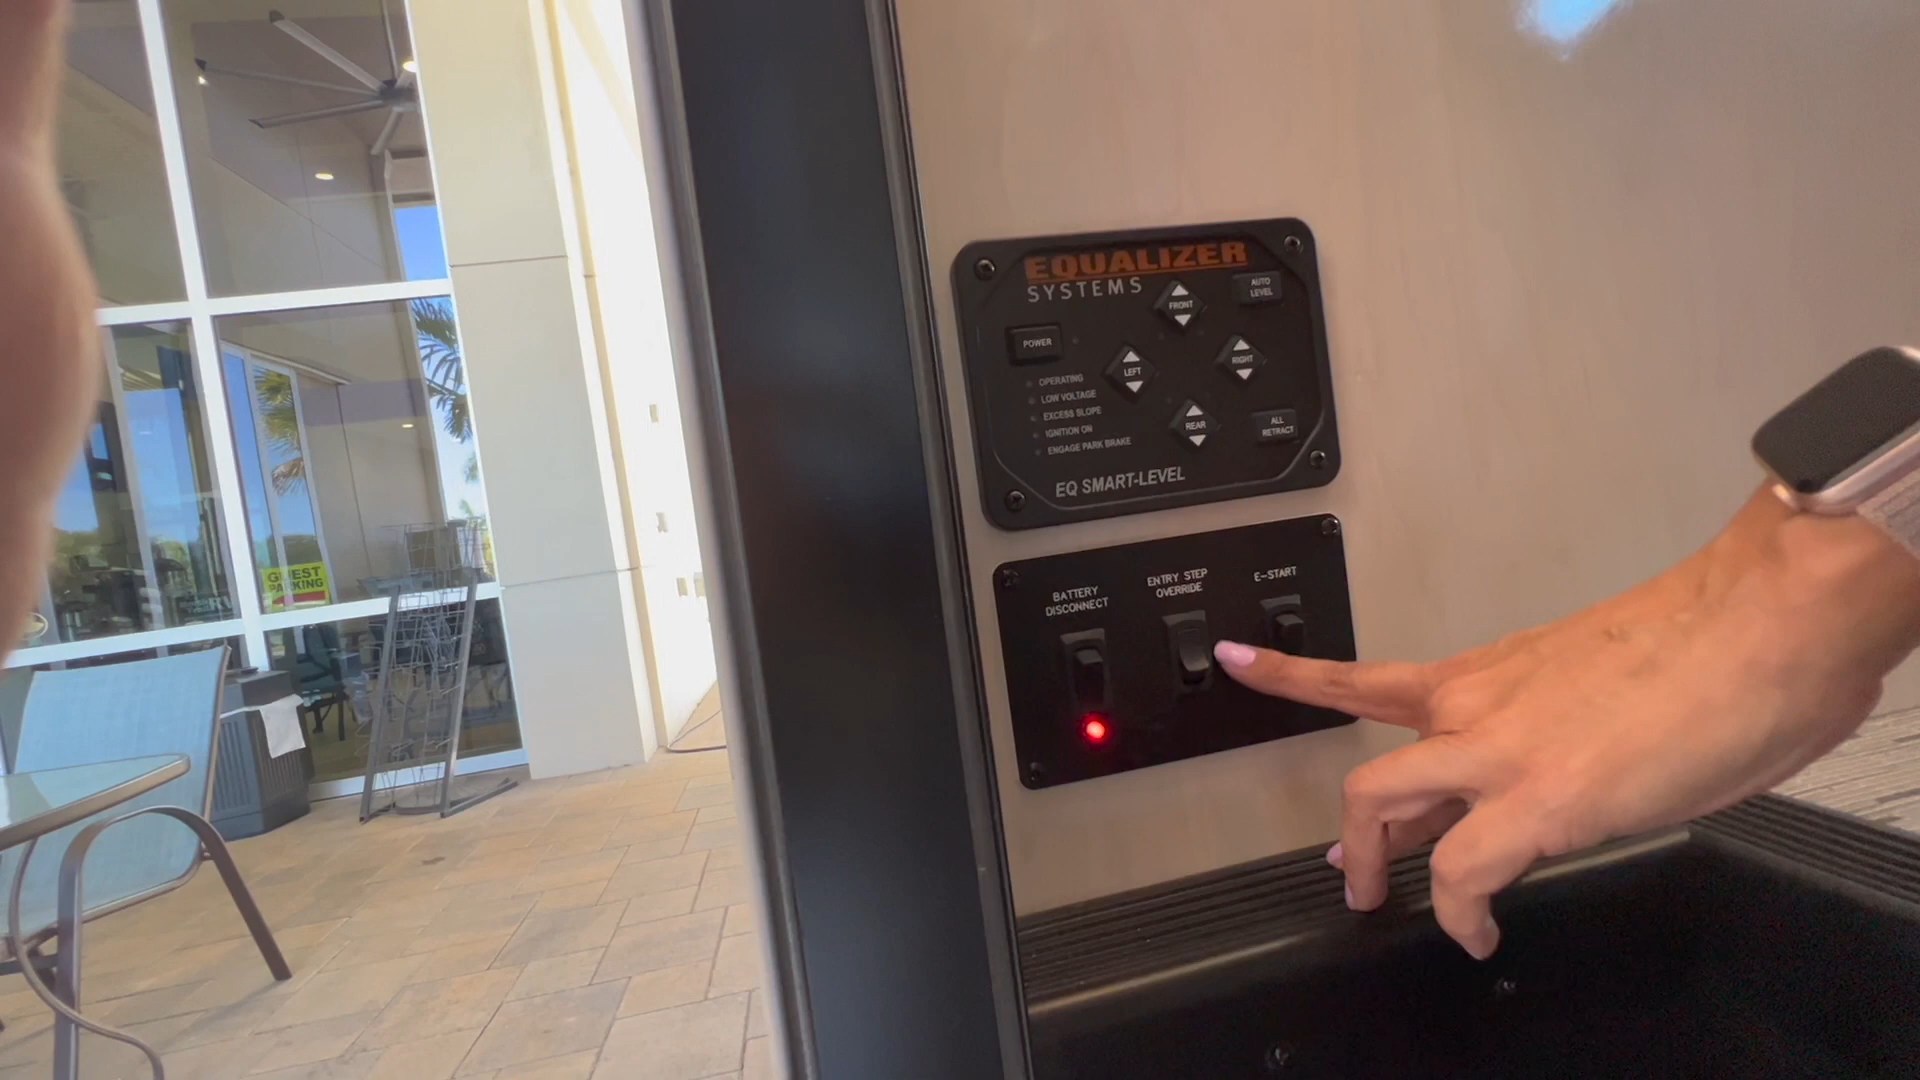 EQUALIZER
SYSTEMS
AUTO
LEVEL
FRONT
POWER
LEFT
RIGHT
OPERATING
LOW VOLTAGE
EXCESS SLOPE
IGNITION ON
ENGAGE PARK BRAKE
REAR
ALL
RETRACT
EQ SMART-LEVEL
BATTERY
DISCONNECT
ENTRY STEP
OVERRIDE
E-START
GUEST
PARKING